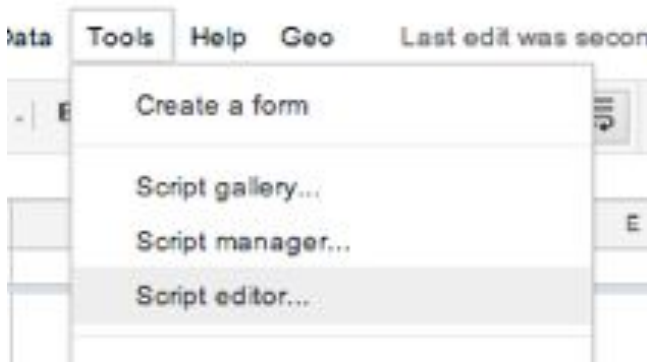 Data Tools Help Geo Last edit was secon
Create a form
Script gallery...
Script manager...
E
Script editor...